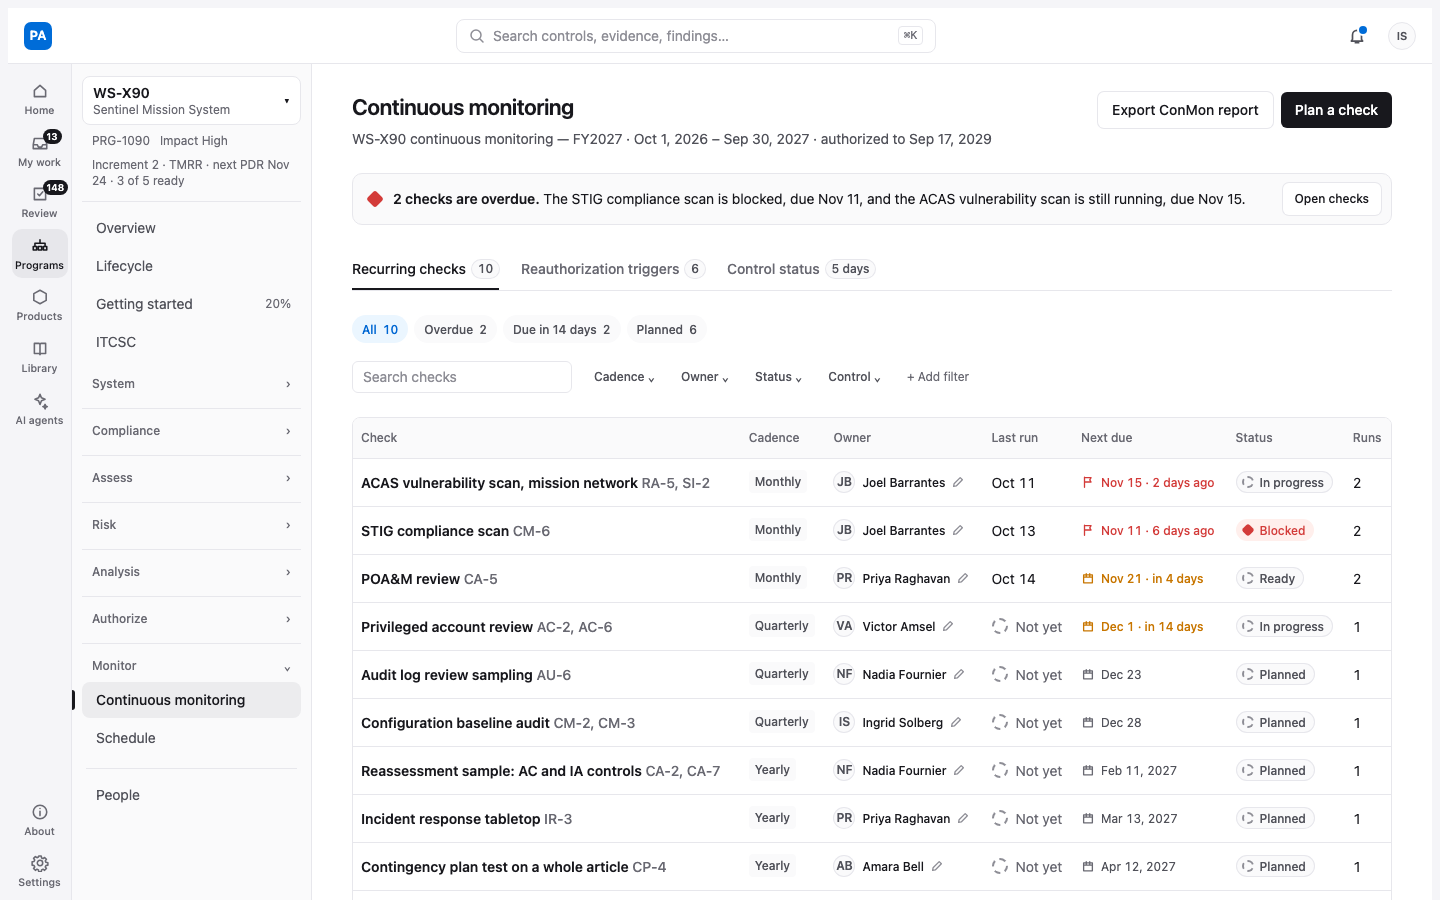 PA
Search controls, evidence, findings...
⌘K
IS
Home
13
My work
148
Review
Programs
Products
Library
AI agents
About
Settings
WS-X90
Sentinel Mission System
PRG-1090 Impact High
Increment 2 · TMRR · next PDR Nov
24 · 3 of 5 ready
Overview
Lifecycle
Getting started 20%
ITCSC
System
Compliance
Assess
Risk
Analysis
Authorize
Monitor
Continuous monitoring
Schedule
People
Continuous monitoring
WS-X90 continuous monitoring — FY2027 · Oct 1, 2026 – Sep 30, 2027 · authorized to Sep 17, 2029
Export ConMon report
Plan a check
2 checks are overdue. The STIG compliance scan is blocked, due Nov 11, and the ACAS vulnerability scan is still running, due Nov 15.
Open checks
Recurring checks 10 Reauthorization triggers 6 Control status 5 days
All 10 Overdue 2 Due in 14 days 2 Planned 6
Search checks Cadence Owner Status Control + Add filter
Check Cadence Owner Last run Next due Status Runs
ACAS vulnerability scan, mission network RA-5, SI-2 Monthly JB Joel Barrantes Oct 11 Nov 15 · 2 days ago In progress 2
STIG compliance scan CM-6 Monthly JB Joel Barrantes Oct 13 Nov 11 · 6 days ago Blocked 2
POA&M review CA-5 Monthly PR Priya Raghavan Oct 14 Nov 21 · in 4 days Ready 2
Privileged account review AC-2, AC-6 Quarterly VA Victor Amsel Not yet Dec 1 · in 14 days In progress 1
Audit log review sampling AU-6 Quarterly NF Nadia Fournier Not yet Dec 23 Planned 1
Configuration baseline audit CM-2, CM-3 Quarterly IS Ingrid Solberg Not yet Dec 28 Planned 1
Reassessment sample: AC and IA controls CA-2, CA-7 Yearly NF Nadia Fournier Not yet Feb 11, 2027 Planned 1
Incident response tabletop IR-3 Yearly PR Priya Raghavan Not yet Mar 13, 2027 Planned 1
Contingency plan test on a whole article CP-4 Yearly AB Amara Bell Not yet Apr 12, 2027 Planned 1